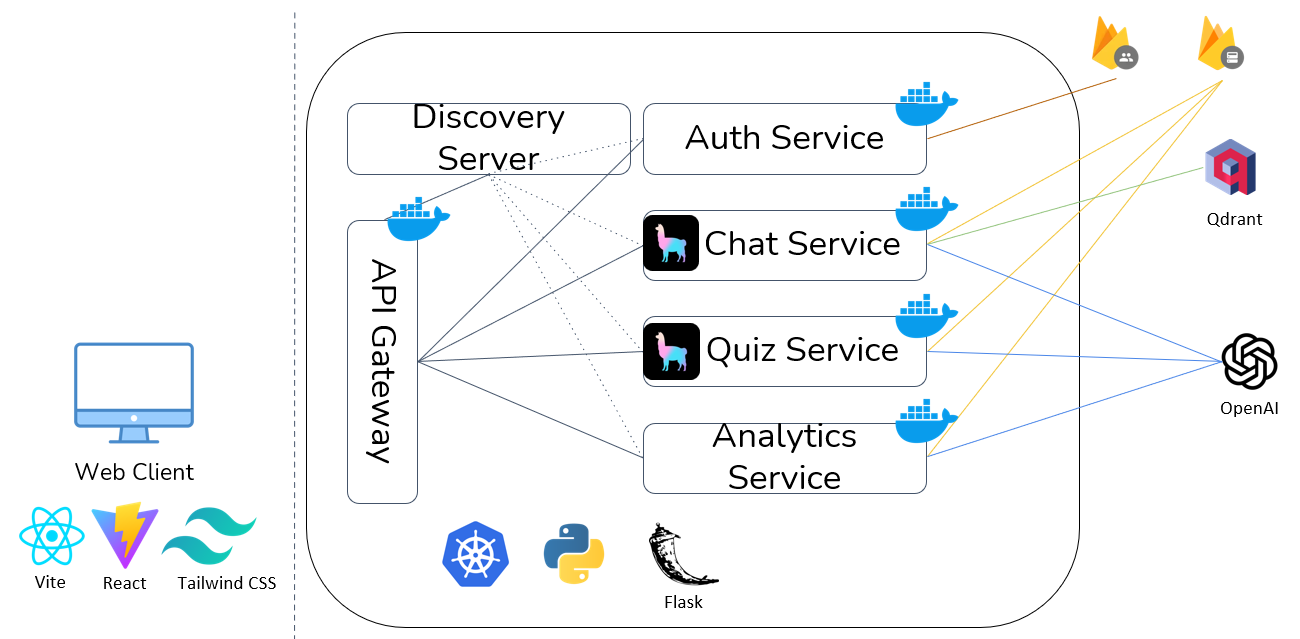 Discovery
Server
Auth Service
Chat Service
Quiz Service
Analytics
Service
API Gateway
Web Client
Vite
React
Tailwind CSS
Flask
Qdrant
OpenAI